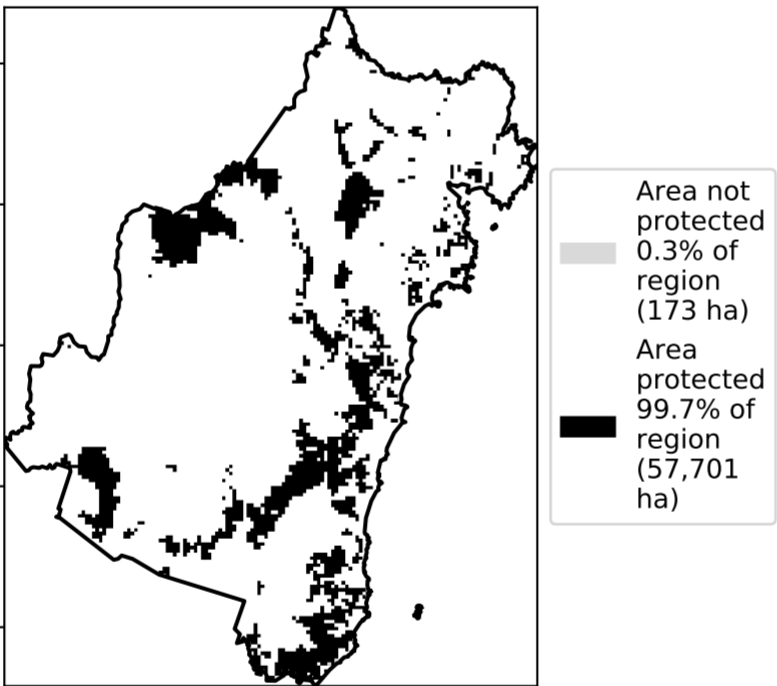 Area not
protected
0.3% of
region
(173 ha)
Area
protected
99.7% of
region
(57,701
ha)